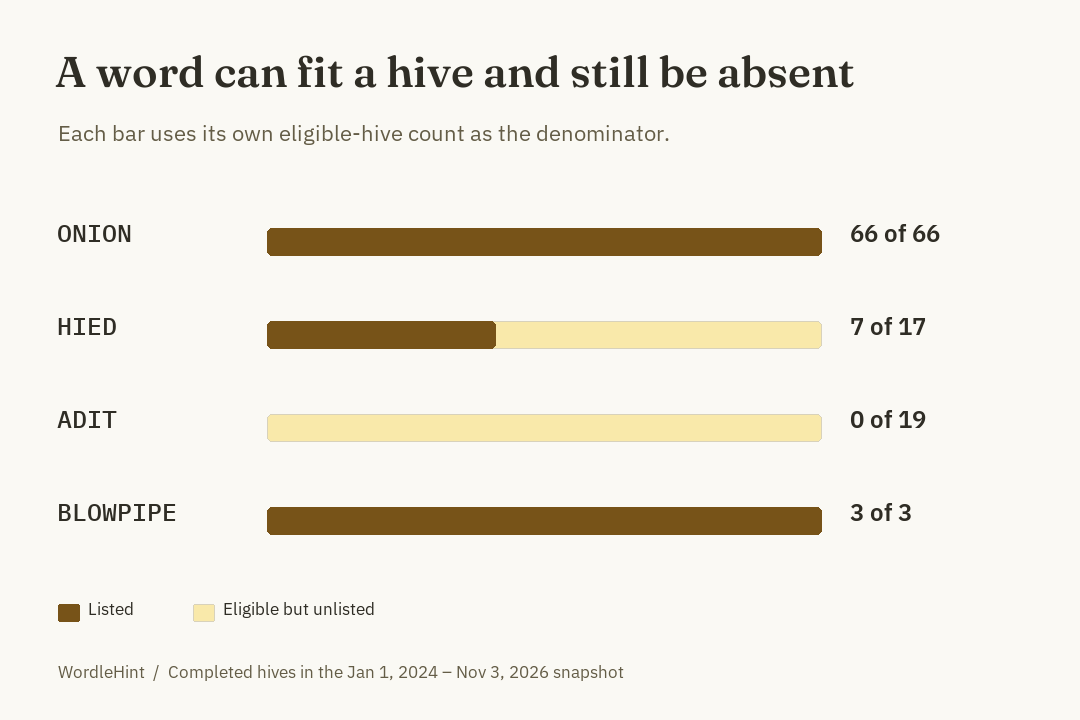 A word can fit a hive and still be absent
Each bar uses its own eligible-hive count as the denominator.
ONION 66 of 66
HIED 7 of 17
ADIT 0 of 19
BLOWPIPE 3 of 3
Listed Eligible but unlisted
WordleHint / Completed hives in the Jan 1, 2024 – Nov 3, 2026 snapshot